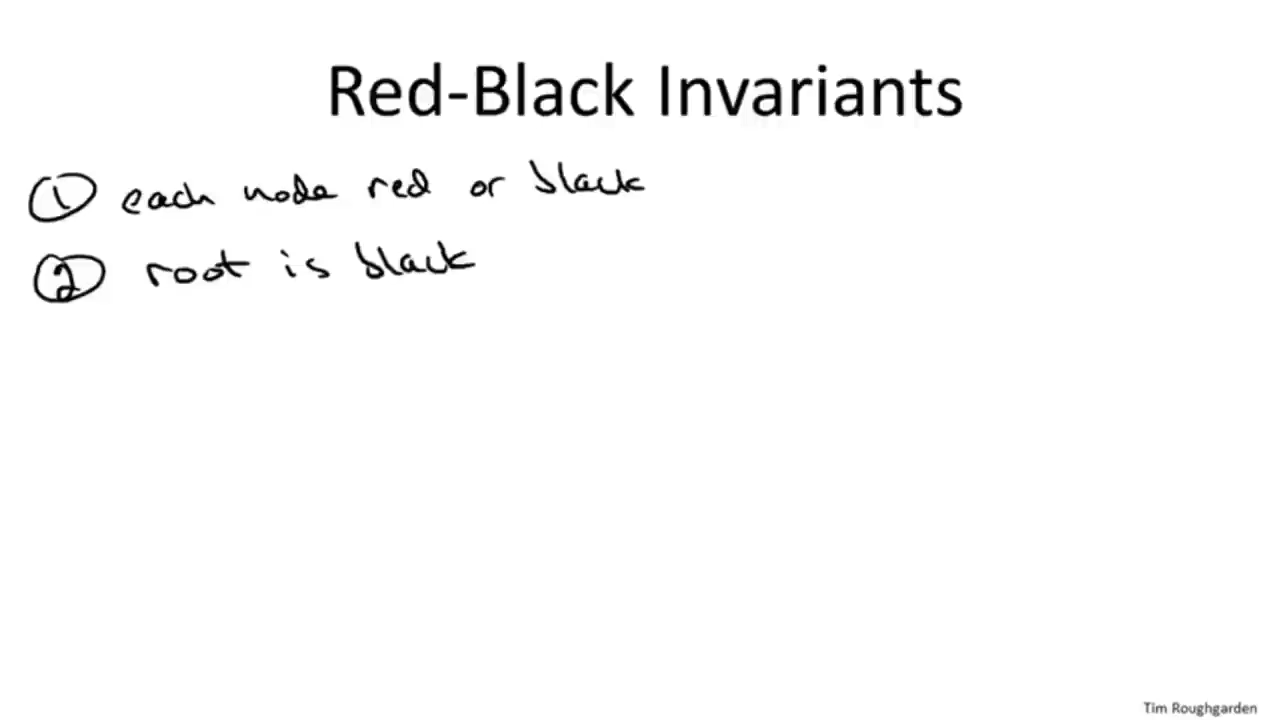 Red-Black Invariants
① each node red or black
② root is black
Tim Roughgarden